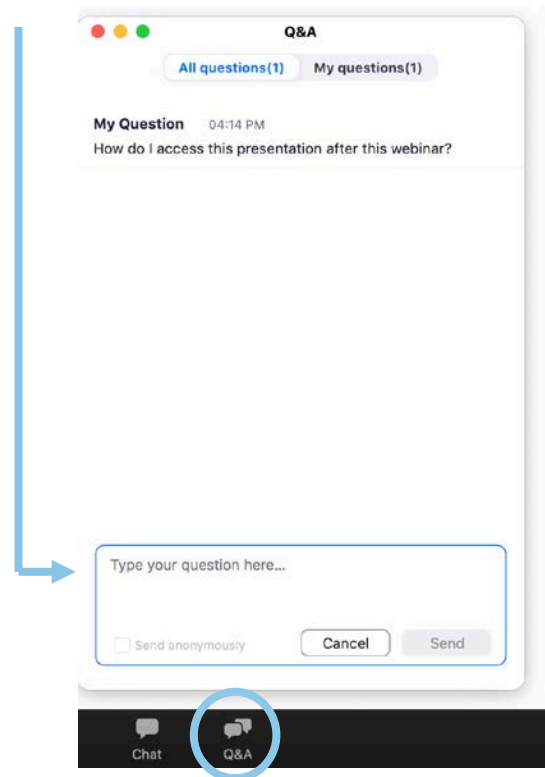 Q&A
All questions(1) My questions(1)
My Question 04:14 PM
How do I access this presentation after this webinar?
Type your question here...
Send anonymously Cancel Send
Chat Q&A